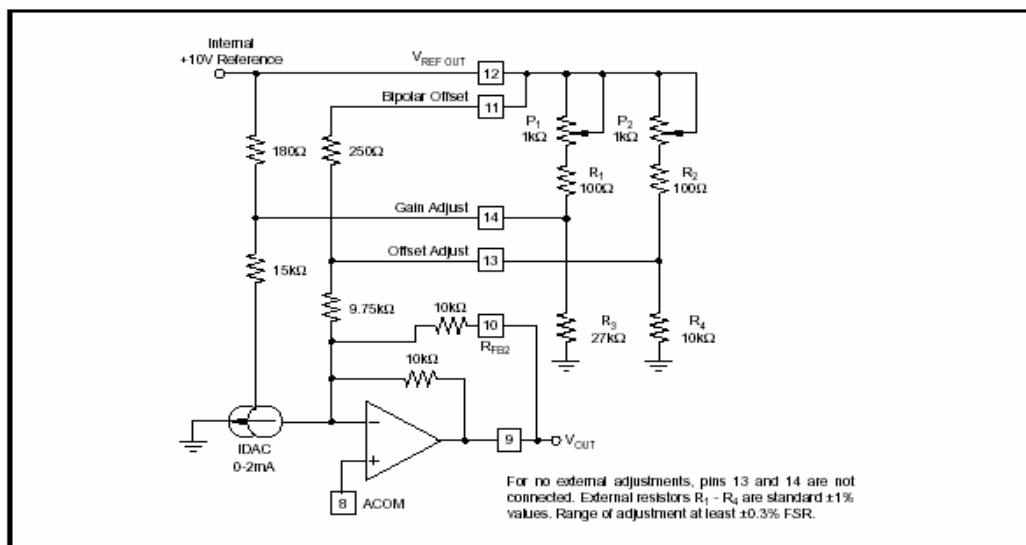 Internal
+10V Reference
V_REF OUT
12
Bipolar Offset
11
P₁
1kΩ
P₂
1kΩ
180Ω
250Ω
R₁
100Ω
R₂
100Ω
Gain Adjust
14
Offset Adjust
13
15kΩ
9.75kΩ
10kΩ
10
R_FB2
R₃
27kΩ
R₄
10kΩ
10kΩ
IDAC
0-2mA
−
+
9
V_OUT
8
ACOM
For no external adjustments, pins 13 and 14 are not
connected. External resistors R₁ - R₄ are standard ±1%
values. Range of adjustment at least ±0.3% FSR.